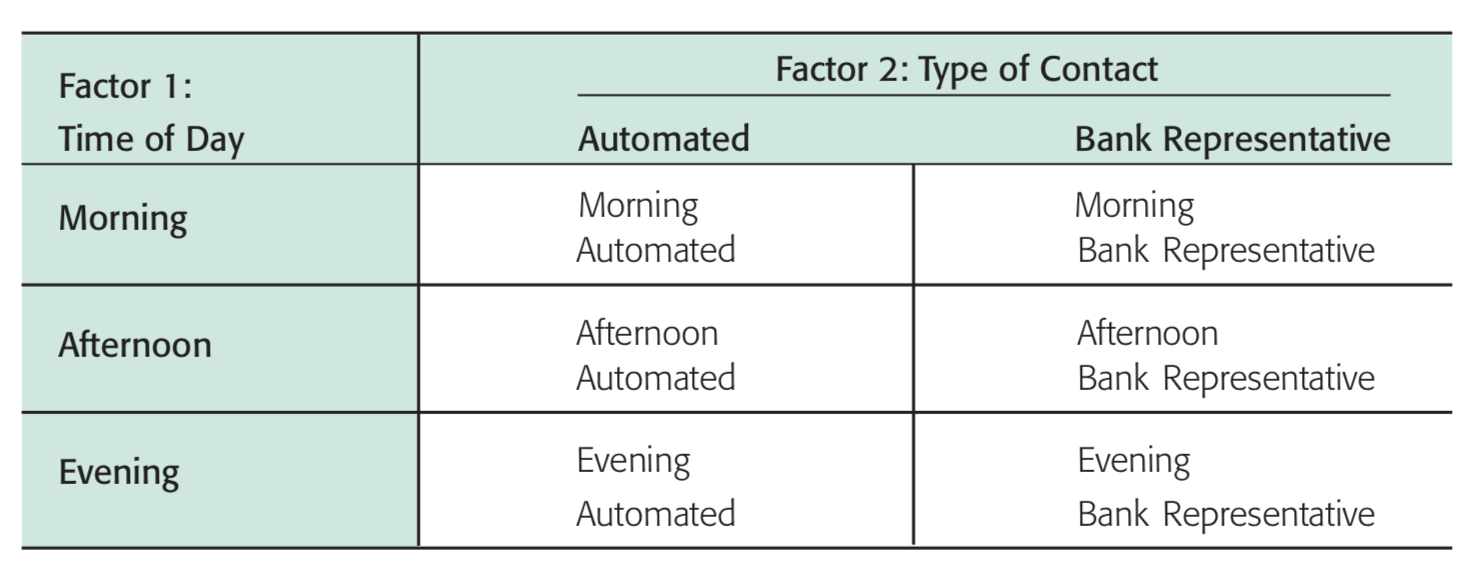 Factor 1:
Time of Day
Factor 2: Type of Contact
Automated
Bank Representative
Morning
Morning
Automated
Morning
Bank Representative
Afternoon
Afternoon
Automated
Afternoon
Bank Representative
Evening
Evening
Automated
Evening
Bank Representative